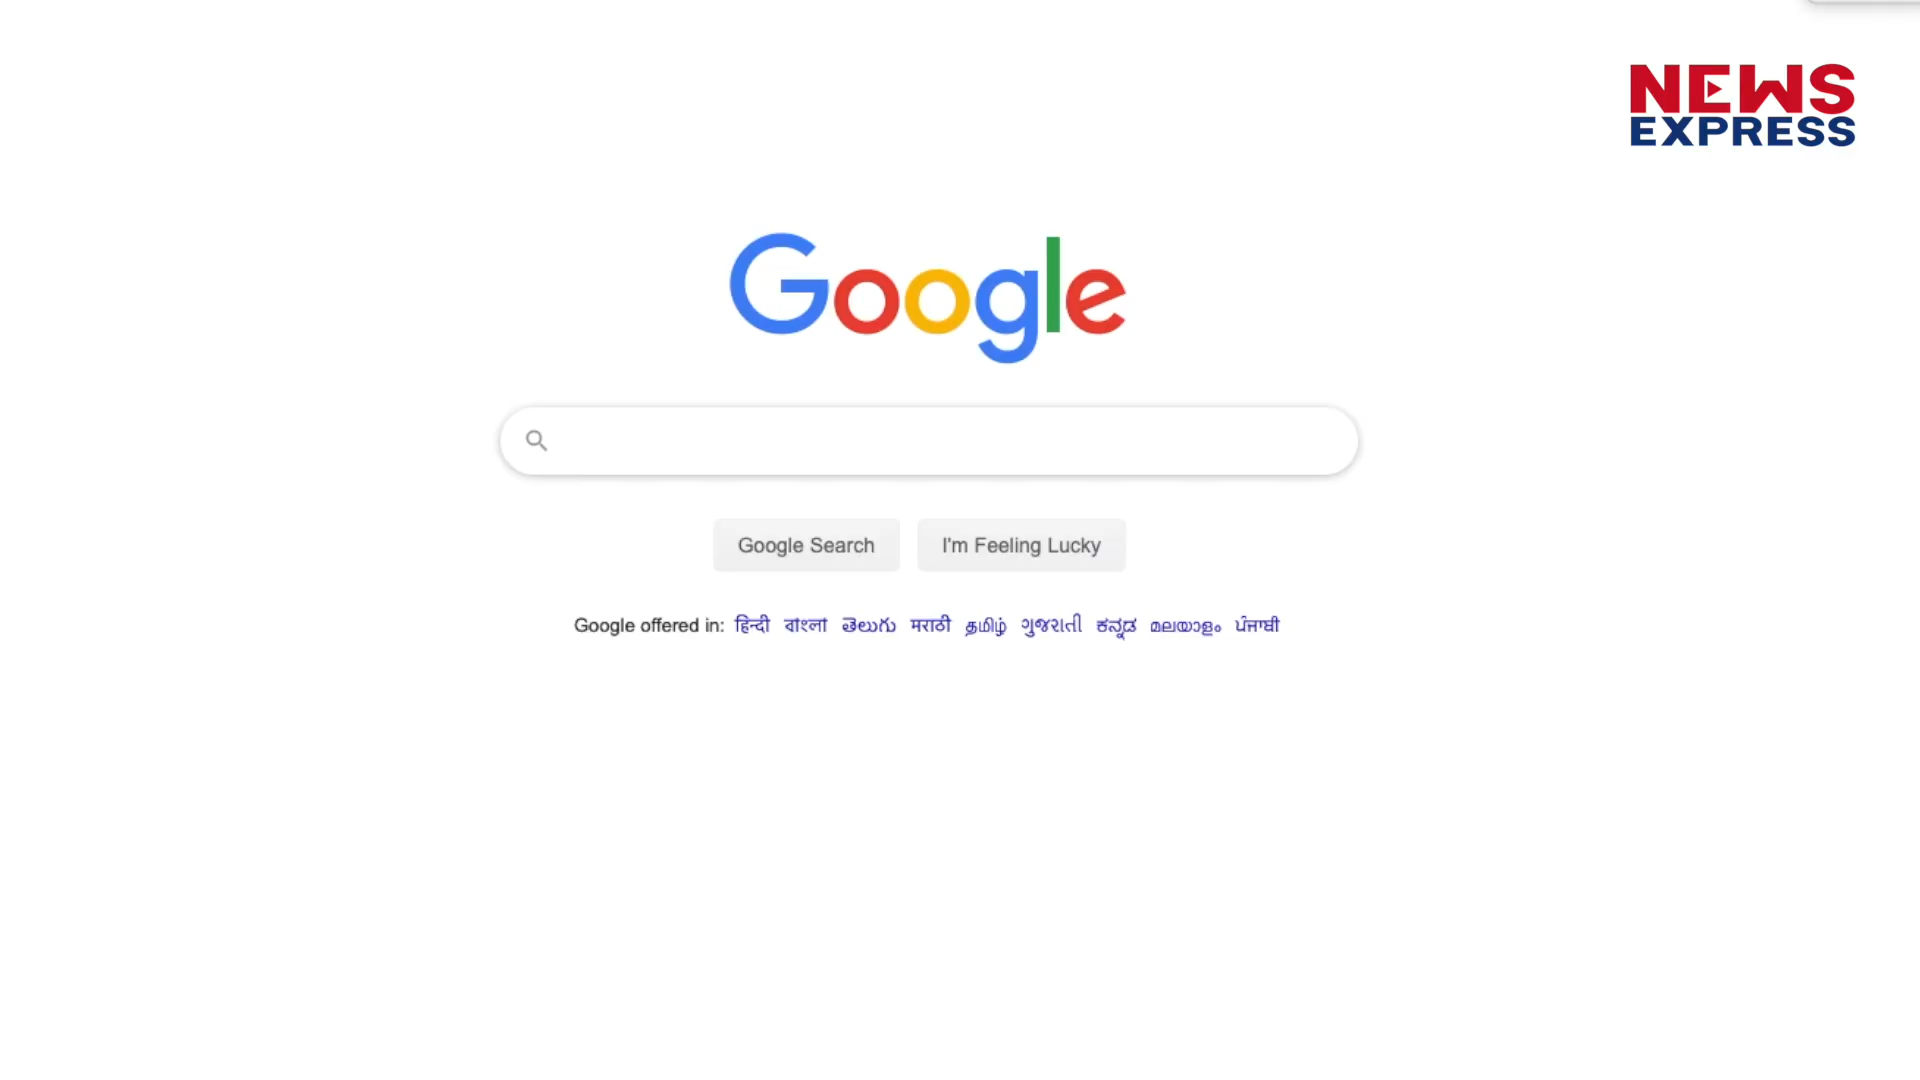 NEWS
EXPRESS
Google
Google Search I'm Feeling Lucky
Google offered in: हिन्दी বাংলা తెలుగు मराठी தமிழ் ગુજરાતી ಕನ್ನಡ മലയാളം ਪੰਜਾਬੀ